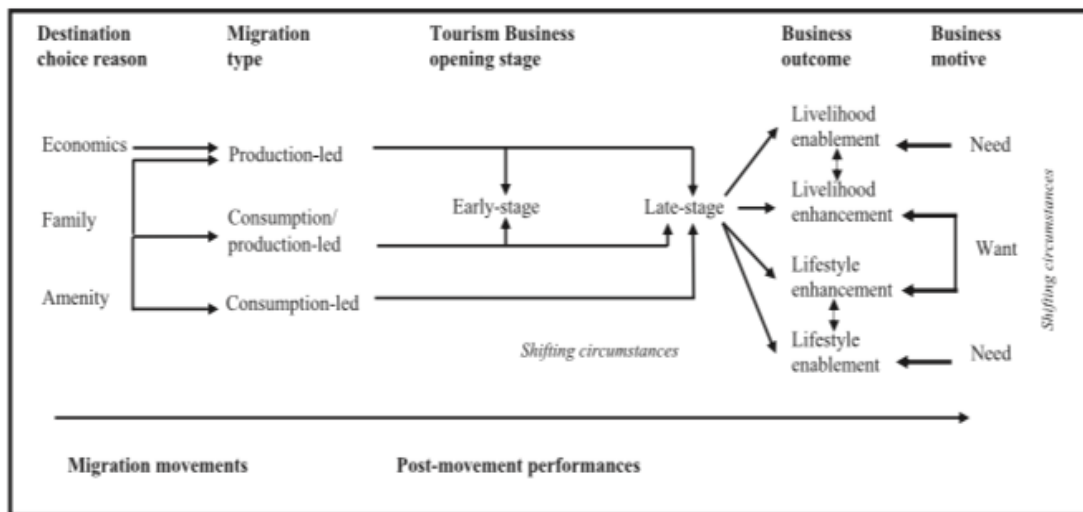 Destination
choice reason
Migration
type
Tourism Business
opening stage
Business
outcome
Business
motive
Economics
Family
Amenity
Production-led
Consumption/
production-led
Consumption-led
Early-stage
Late-stage
Livelihood
enablement
Livelihood
enhancement
Lifestyle
enhancement
Lifestyle
enablement
Need
Want
Need
Shifting circumstances
Shifting circumstances
Migration movements
Post-movement performances